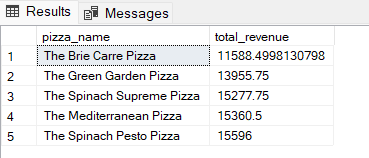 Results Messages
pizza_name total_revenue
1 The Brie Carre Pizza 11588.4998130798
2 The Green Garden Pizza 13955.75
3 The Spinach Supreme Pizza 15277.75
4 The Mediterranean Pizza 15360.5
5 The Spinach Pesto Pizza 15596